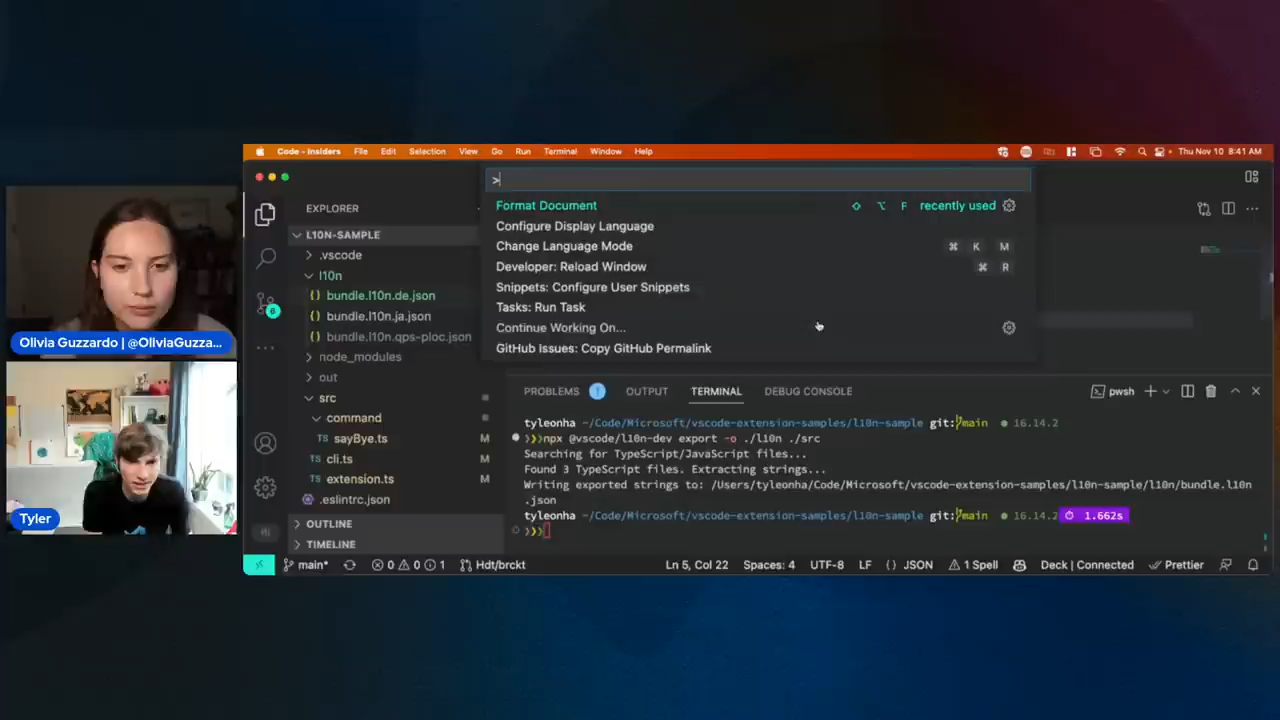 Code - Insiders File Edit Selection View Go Run Terminal Window Help Thu Nov 10 8:41 AM
>
EXPLORER
Format Document F recently used
L10N-SAMPLE
Configure Display Language
.vscode
Change Language Mode ⌘ K M
l10n
Developer: Reload Window ⌘ R
{} bundle.l10n.de.json
Snippets: Configure User Snippets
{} bundle.l10n.ja.json
Tasks: Run Task
{} bundle.l10n.qps-ploc.json
Continue Working On...
node_modules
GitHub Issues: Copy GitHub Permalink
out
src
command
TS sayBye.ts M
TS cli.ts M
TS extension.ts M
.eslintrc.json
OUTLINE
TIMELINE
6
PROBLEMS 1 OUTPUT TERMINAL DEBUG CONSOLE pwsh
tyleonha ~/Code/Microsoft/vscode-extension-samples/l10n-sample git: main 16.14.2
❯❯❯npx @vscode/l10n-dev export -o ./l10n ./src
Searching for TypeScript/JavaScript files...
Found 3 TypeScript files. Extracting strings...
Writing exported strings to: /Users/tyleonha/Code/Microsoft/vscode-extension-samples/l10n-sample/l10n/bundle.l10n
.json
tyleonha ~/Code/Microsoft/vscode-extension-samples/l10n-sample git: main 16.14.2 1.662s
❯❯❯
main* 0 0 1 Hdt/brckt Ln 5, Col 22 Spaces: 4 UTF-8 LF {} JSON 1 Spell Deck | Connected Prettier
Olivia Guzzardo | @OliviaGuzza...
Tyler